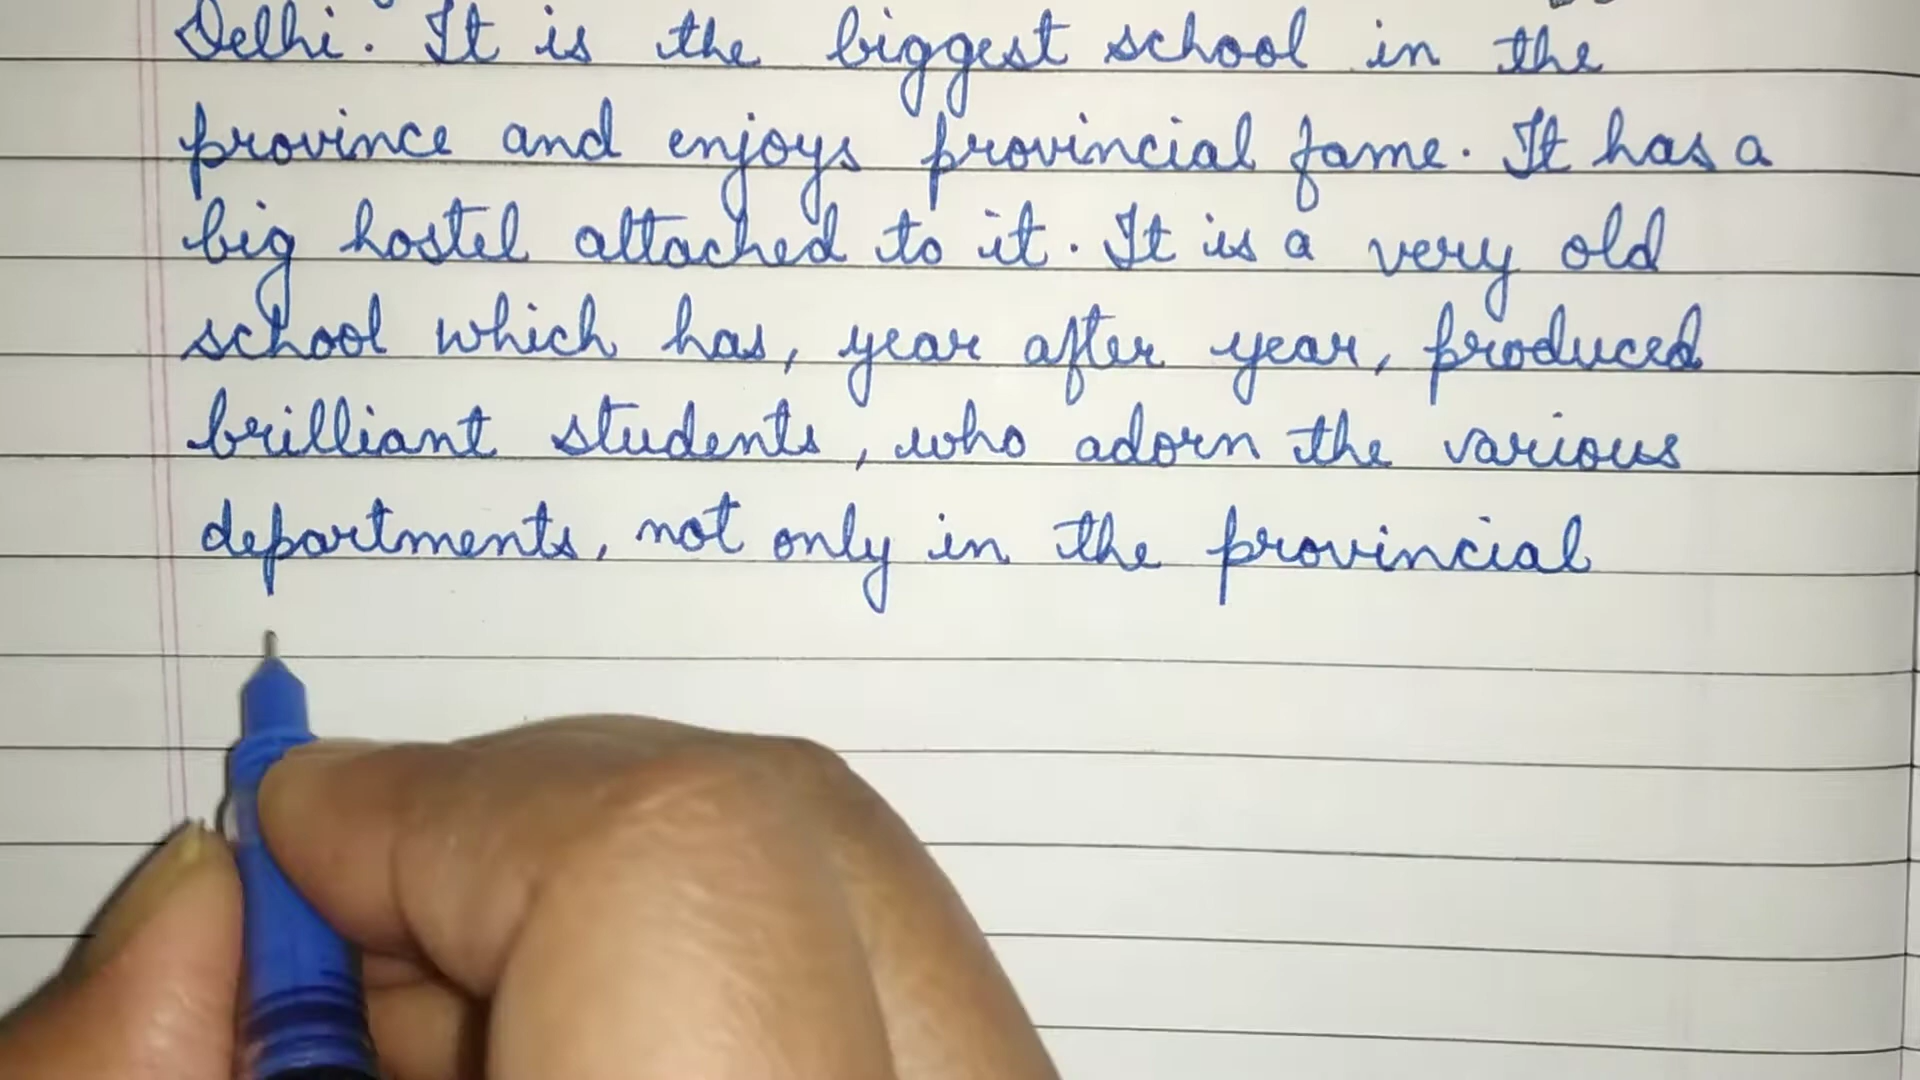 Delhi. It is the biggest school in the
province and enjoys provincial fame. It has a
big hostel attached to it. It is a very old
school which has, year after year, produced
brilliant students, who adorn the various
departments, not only in the provincial